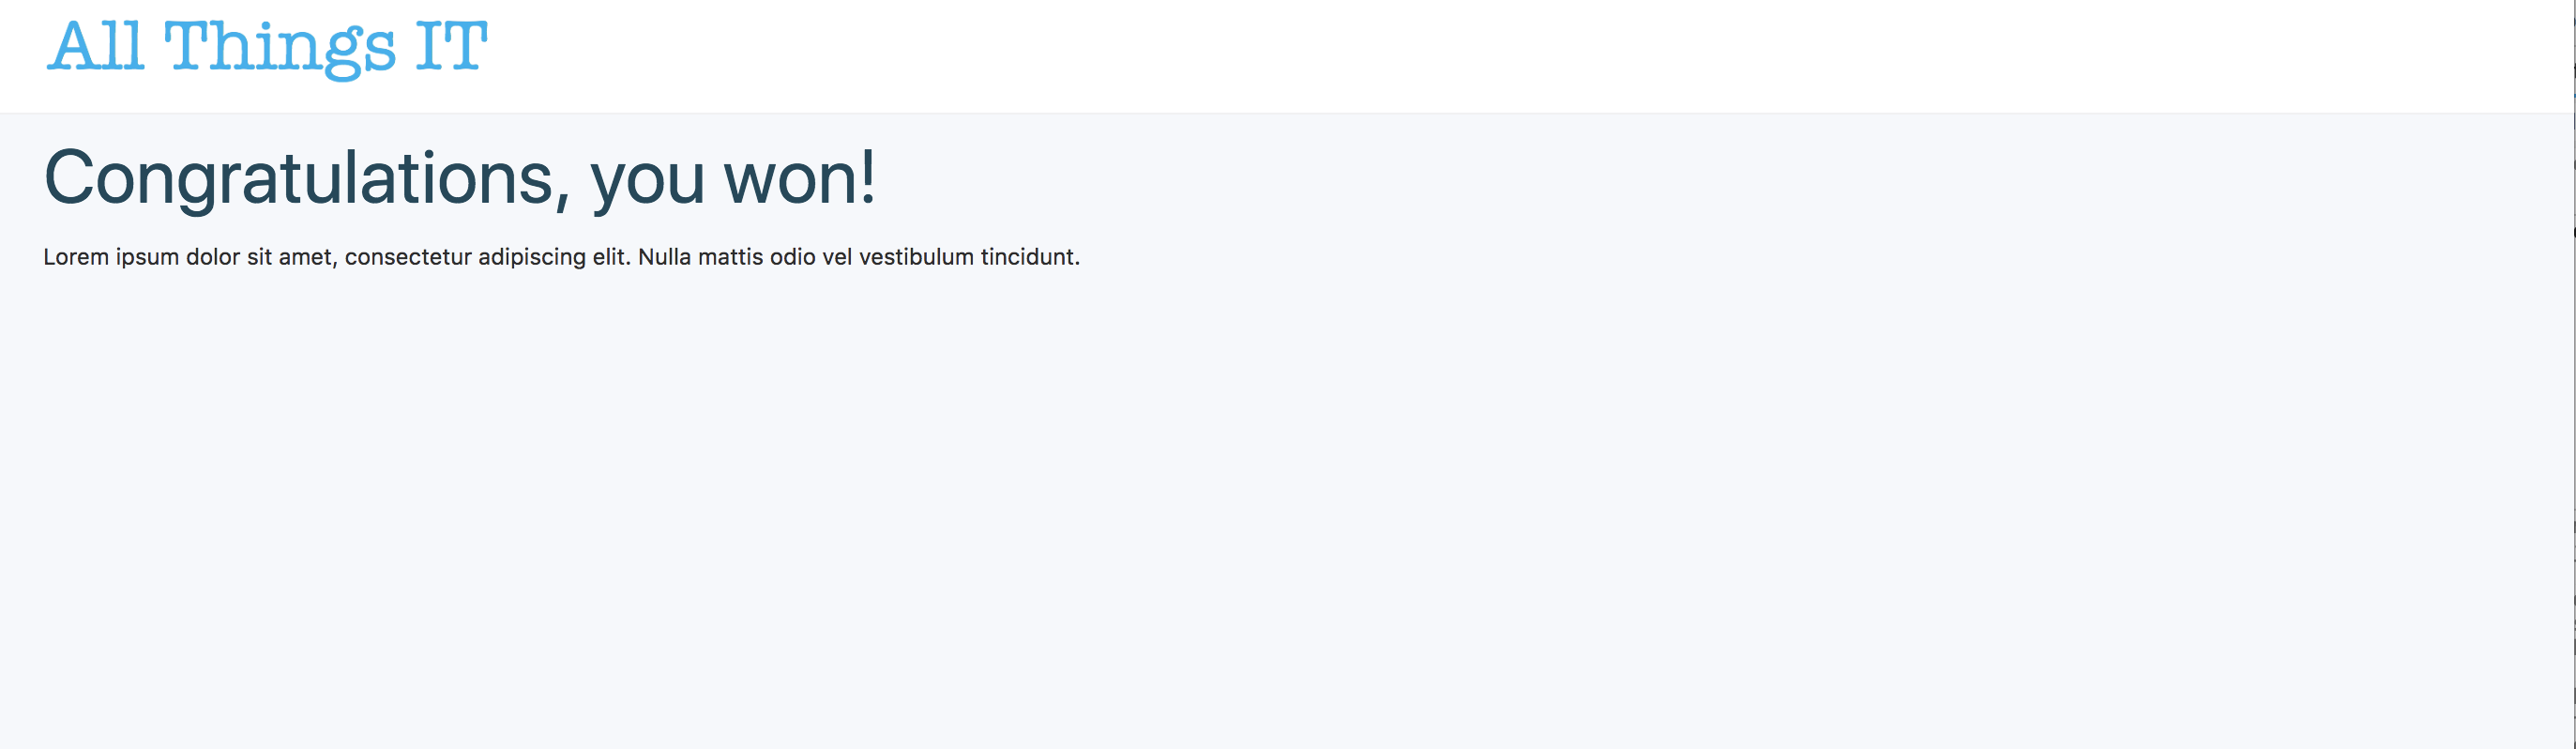 All Things IT
Congratulations, you won!
Lorem ipsum dolor sit amet, consectetur adipiscing elit. Nulla mattis odio vel vestibulum tincidunt.